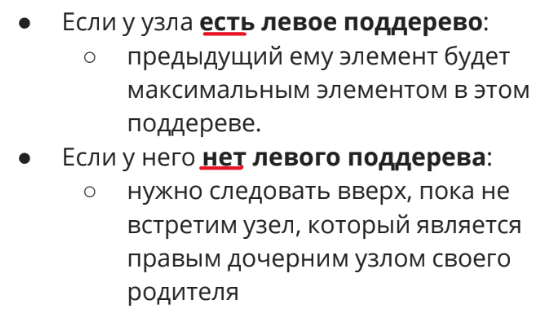 ● Если у узла есть левое поддерево:
○ предыдущий ему элемент будет
максимальным элементом в этом
поддереве.
● Если у него нет левого поддерева:
○ нужно следовать вверх, пока не
встретим узел, который является
правым дочерним узлом своего
родителя